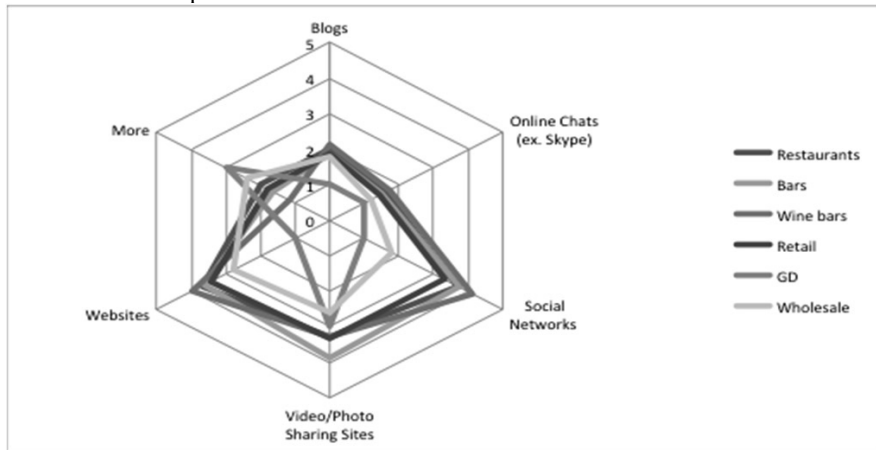 Blogs
5
4
3
2
1
0
Online Chats
(ex. Skype)
Social
Networks
Video/Photo
Sharing Sites
Websites
More
Restaurants
Bars
Wine bars
Retail
GD
Wholesale